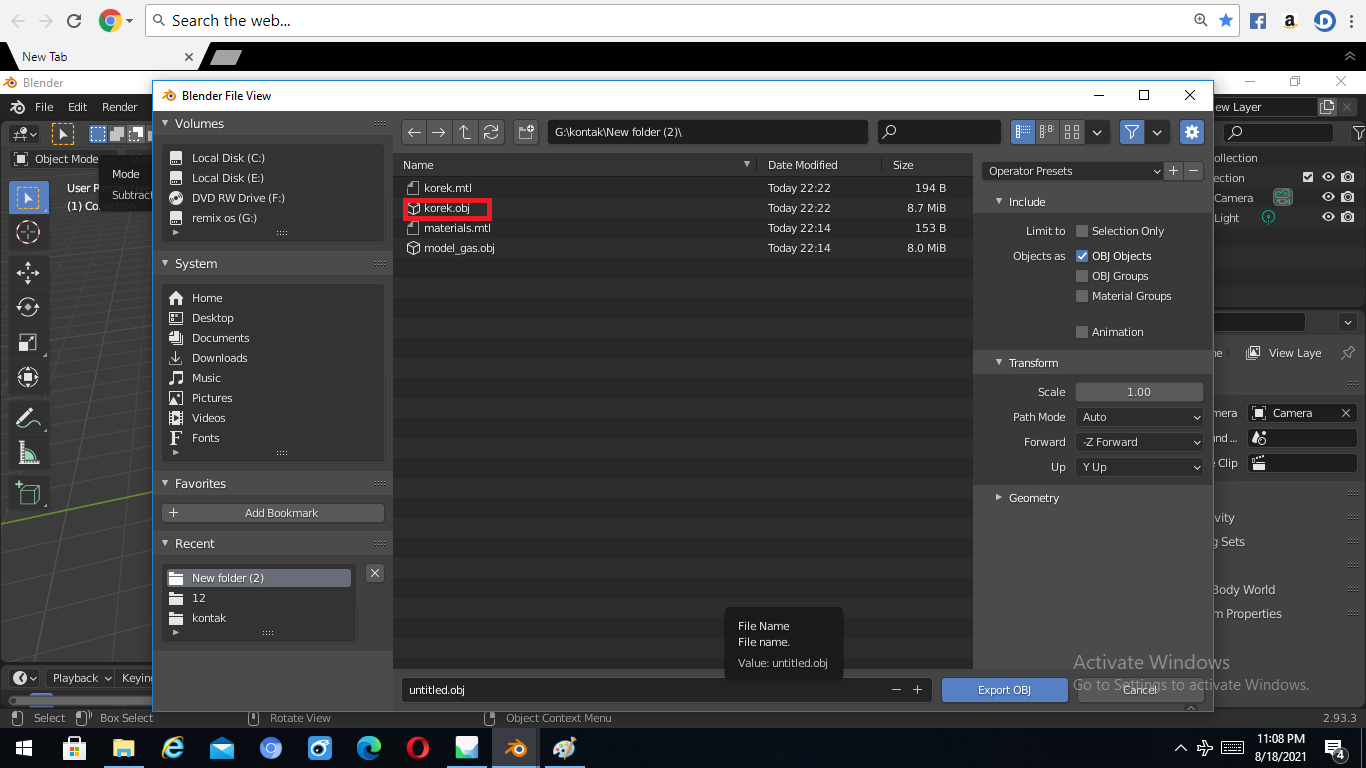 Search the web...
New Tab
Blender
File Edit Render
ew Layer
Blender File View
Volumes
Local Disk (C:)
Local Disk (E:)
DVD RW Drive (F:)
remix os (G:)
System
Home
Desktop
Documents
Downloads
Music
Pictures
Videos
Fonts
Favorites
Add Bookmark
Recent
New folder (2)
12
kontak
G:\kontak\New folder (2)\
Name Date Modified Size
korek.mtl Today 22:22 194 B
korek.obj Today 22:22 8.7 MiB
materials.mtl Today 22:14 153 B
model_gas.obj Today 22:14 8.0 MiB
File Name
File name.
Value: untitled.obj
untitled.obj
Export OBJ
Cancel
Operator Presets
Include
Limit to Selection Only
Objects as OBJ Objects
OBJ Groups
Material Groups
Animation
Transform
Scale 1.00
Path Mode Auto
Forward -Z Forward
Up Y Up
Geometry
Object Mode
Mode
Subtract
User Pe
(1) Co
ollection
ection
Camera
Light
ne View Laye
mera Camera
und ...
e Clip
vity
g Sets
Body World
m Properties
Activate Windows
Go to Settings to activate Windows.
Playback Keyin
Select Box Select Rotate View Object Context Menu 2.93.3
11:08 PM
8/18/2021
4